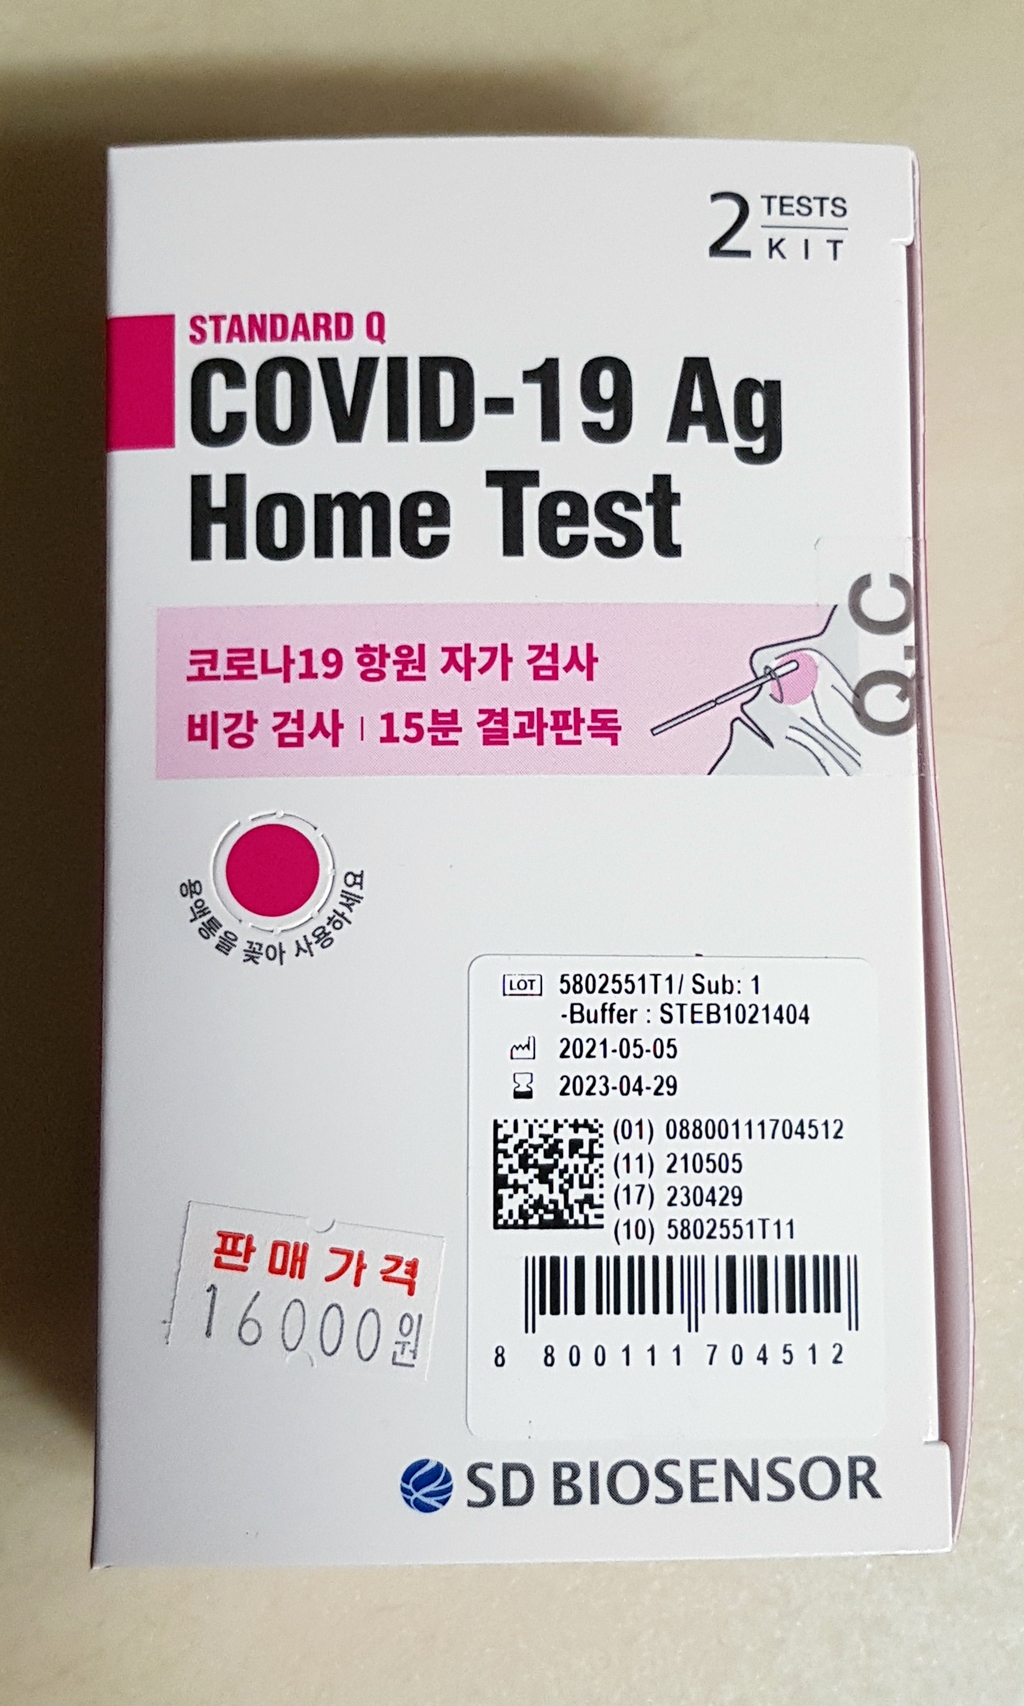 2 TESTS
KIT
STANDARD Q
COVID-19 Ag
Home Test
코로나19 항원 자가 검사
비강 검사 | 15분 결과판독
Q.C
용액통을 꽂아 사용하세요
LOT 5802551T1/ Sub: 1
-Buffer : STEB1021404
2021-05-05
2023-04-29
(01) 08800111704512
(11) 210505
(17) 230429
(10) 5802551T11
8 800111 704512
판매가격
16000원
SD BIOSENSOR